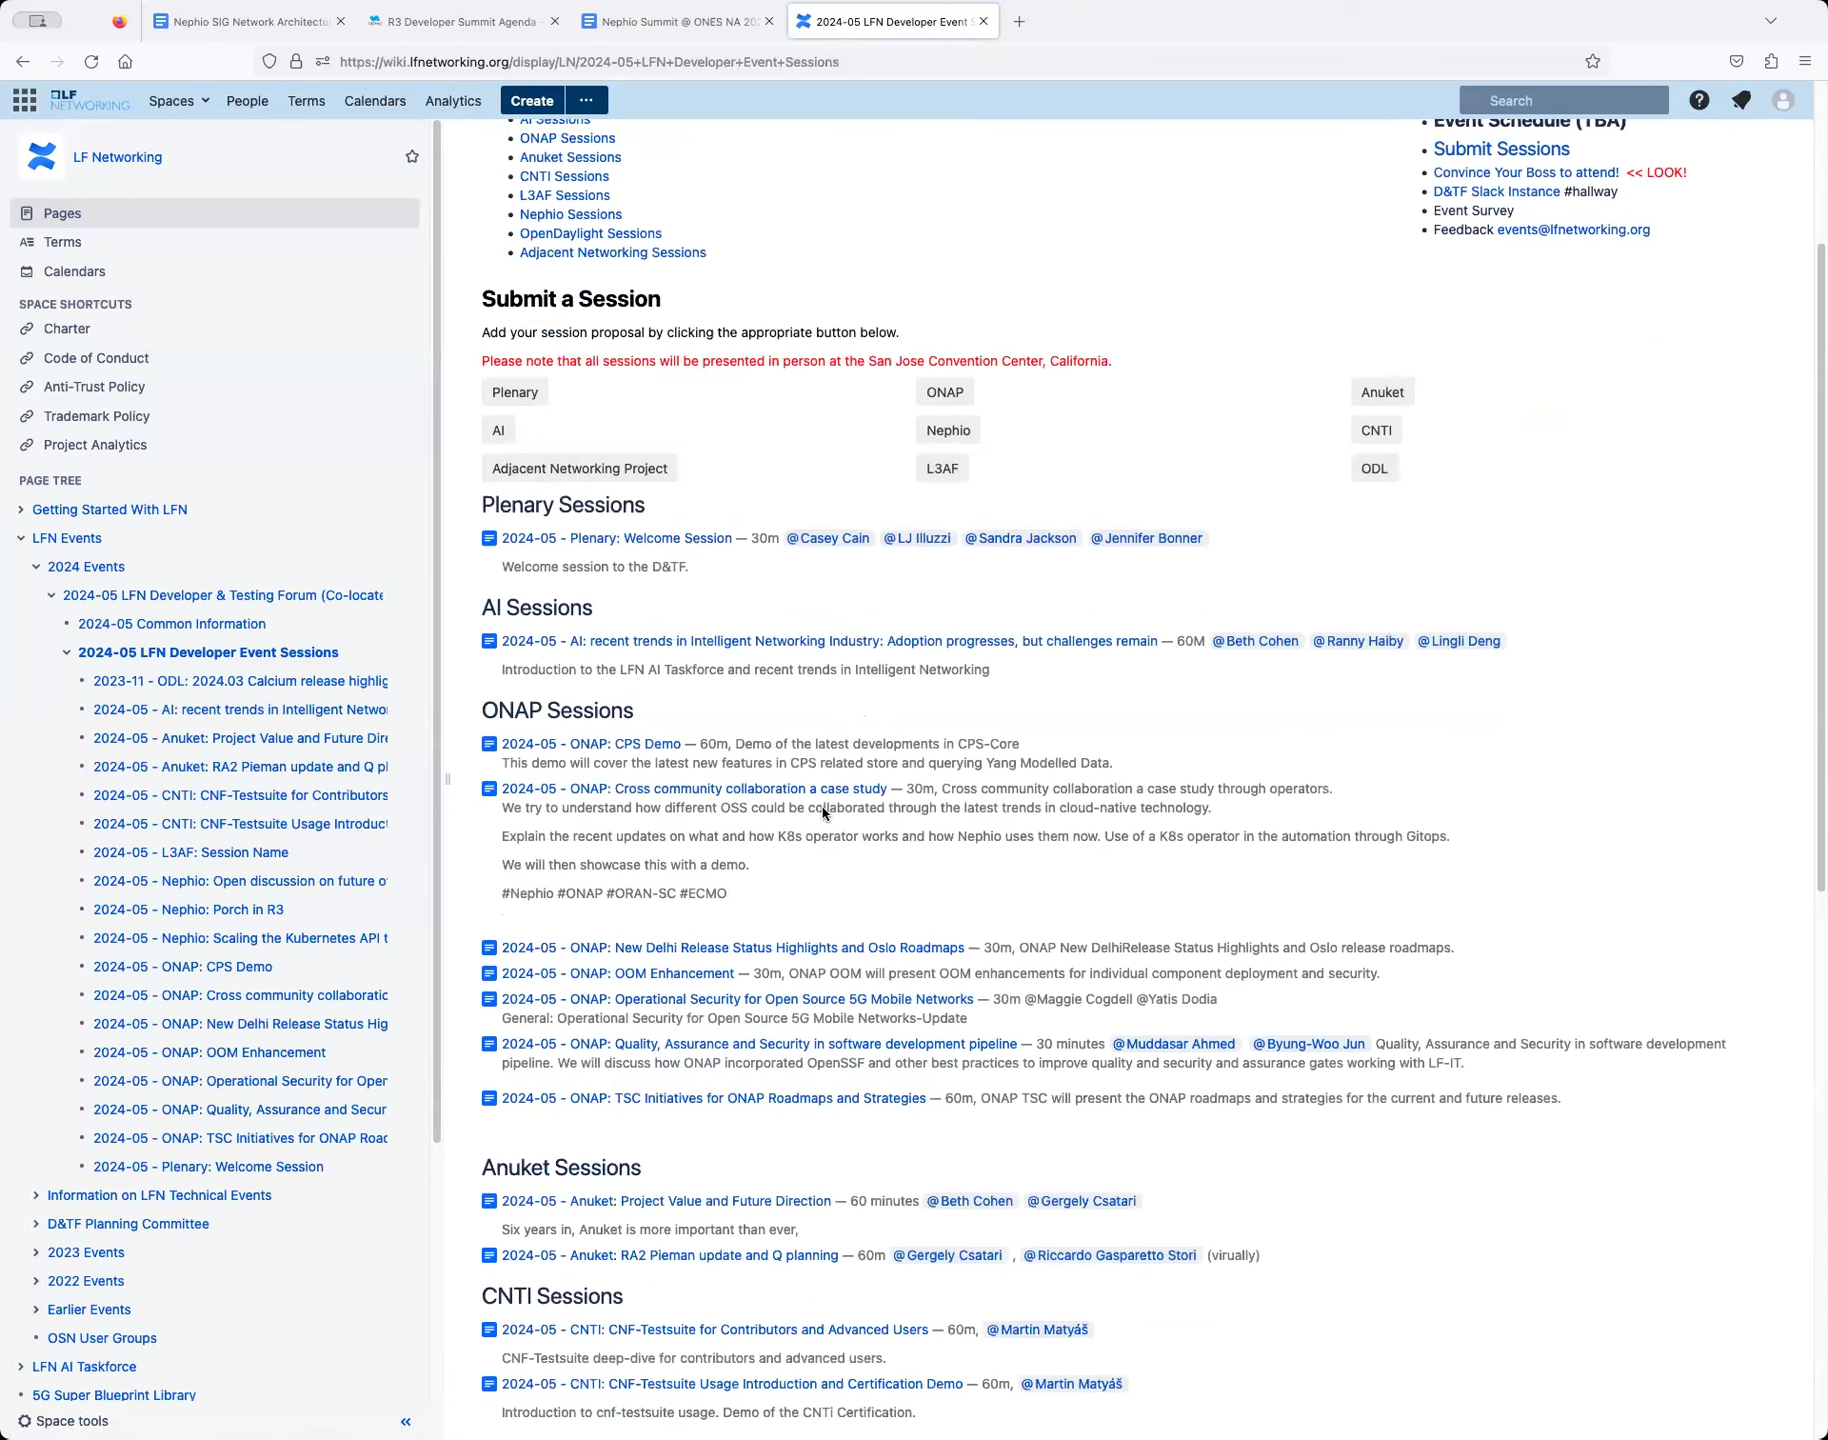 Nephio SIG Network Architectu
R3 Developer Summit Agenda -
Nephio Summit @ ONES NA 202
2024-05 LFN Developer Event S
https://wiki.lfnetworking.org/display/LN/2024-05+LFN+Developer+Event+Sessions
LF NETWORKING
Spaces
People
Terms
Calendars
Analytics
Create
Search
LF Networking
Pages
Terms
Calendars
SPACE SHORTCUTS
Charter
Code of Conduct
Anti-Trust Policy
Trademark Policy
Project Analytics
PAGE TREE
Getting Started With LFN
LFN Events
2024 Events
2024-05 LFN Developer & Testing Forum (Co-locate
2024-05 Common Information
2024-05 LFN Developer Event Sessions
2023-11 - ODL: 2024.03 Calcium release highlig
2024-05 - AI: recent trends in Intelligent Netwo
2024-05 - Anuket: Project Value and Future Dire
2024-05 - Anuket: RA2 Pieman update and Q pl
2024-05 - CNTI: CNF-Testsuite for Contributors
2024-05 - CNTI: CNF-Testsuite Usage Introduct
2024-05 - L3AF: Session Name
2024-05 - Nephio: Open discussion on future o
2024-05 - Nephio: Porch in R3
2024-05 - Nephio: Scaling the Kubernetes API t
2024-05 - ONAP: CPS Demo
2024-05 - ONAP: Cross community collaboratic
2024-05 - ONAP: New Delhi Release Status Hig
2024-05 - ONAP: OOM Enhancement
2024-05 - ONAP: Operational Security for Oper
2024-05 - ONAP: Quality, Assurance and Secur
2024-05 - ONAP: TSC Initiatives for ONAP Roac
2024-05 - Plenary: Welcome Session
Information on LFN Technical Events
D&TF Planning Committee
2023 Events
2022 Events
Earlier Events
OSN User Groups
LFN AI Taskforce
5G Super Blueprint Library
Space tools
AI Sessions
ONAP Sessions
Anuket Sessions
CNTI Sessions
L3AF Sessions
Nephio Sessions
OpenDaylight Sessions
Adjacent Networking Sessions
Event Schedule (TBA)
Submit Sessions
Convince Your Boss to attend! << LOOK!
D&TF Slack Instance #hallway
Event Survey
Feedback events@lfnetworking.org
Submit a Session
Add your session proposal by clicking the appropriate button below.
Please note that all sessions will be presented in person at the San Jose Convention Center, California.
Plenary ONAP Anuket
AI Nephio CNTI
Adjacent Networking Project L3AF ODL
Plenary Sessions
2024-05 - Plenary: Welcome Session — 30m @Casey Cain @LJ Illuzzi @Sandra Jackson @Jennifer Bonner
Welcome session to the D&TF.
AI Sessions
2024-05 - AI: recent trends in Intelligent Networking Industry: Adoption progresses, but challenges remain — 60M @Beth Cohen @Ranny Haiby @Lingli Deng
Introduction to the LFN AI Taskforce and recent trends in Intelligent Networking
ONAP Sessions
2024-05 - ONAP: CPS Demo — 60m, Demo of the latest developments in CPS-Core
This demo will cover the latest new features in CPS related store and querying Yang Modelled Data.
2024-05 - ONAP: Cross community collaboration a case study — 30m, Cross community collaboration a case study through operators.
We try to understand how different OSS could be collaborated through the latest trends in cloud-native technology.
Explain the recent updates on what and how K8s operator works and how Nephio uses them now. Use of a K8s operator in the automation through Gitops.
We will then showcase this with a demo.
#Nephio #ONAP #ORAN-SC #ECMO
2024-05 - ONAP: New Delhi Release Status Highlights and Oslo Roadmaps — 30m, ONAP New DelhiRelease Status Highlights and Oslo release roadmaps.
2024-05 - ONAP: OOM Enhancement — 30m, ONAP OOM will present OOM enhancements for individual component deployment and security.
2024-05 - ONAP: Operational Security for Open Source 5G Mobile Networks — 30m @Maggie Cogdell @Yatis Dodia
General: Operational Security for Open Source 5G Mobile Networks-Update
2024-05 - ONAP: Quality, Assurance and Security in software development pipeline — 30 minutes @Muddasar Ahmed @Byung-Woo Jun Quality, Assurance and Security in software development
pipeline. We will discuss how ONAP incorporated OpenSSF and other best practices to improve quality and security and assurance gates working with LF-IT.
2024-05 - ONAP: TSC Initiatives for ONAP Roadmaps and Strategies — 60m, ONAP TSC will present the ONAP roadmaps and strategies for the current and future releases.
Anuket Sessions
2024-05 - Anuket: Project Value and Future Direction — 60 minutes @Beth Cohen @Gergely Csatari
Six years in, Anuket is more important than ever,
2024-05 - Anuket: RA2 Pieman update and Q planning — 60m @Gergely Csatari , @Riccardo Gasparetto Stori (virually)
CNTI Sessions
2024-05 - CNTI: CNF-Testsuite for Contributors and Advanced Users — 60m, @Martin Matyáš
CNF-Testsuite deep-dive for contributors and advanced users.
2024-05 - CNTI: CNF-Testsuite Usage Introduction and Certification Demo — 60m, @Martin Matyáš
Introduction to cnf-testsuite usage. Demo of the CNTi Certification.